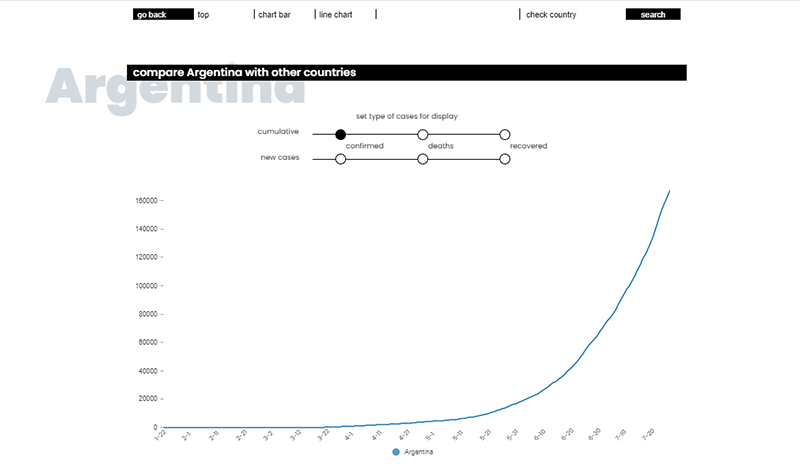 go back top chart bar line chart check country search
Argentina
compare Argentina with other countries
set type of cases for display
cumulative
confirmed deaths recovered
new cases
160000
140000
120000
100000
80000
60000
40000
20000
0
1-22 2-1 2-11 2-21 3-2 3-12 3-22 4-1 4-11 4-21 5-1 5-11 5-21 5-31 6-10 6-20 6-30 7-10 7-20
Argentina